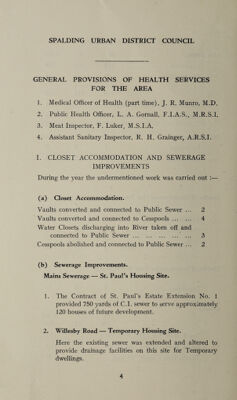 SPALDING URBAN DISTRICT COUNCIL
GENERAL PROVISIONS OF HEALTH SERVICES
FOR THE AREA
1. Medical Officer of Health (part time), J. R. Munro, M.D.
2. Public Health Officer, L. A. Gornall, F.I.A.S., M.R.S.I.
3. Meat Inspector, F. Luker, M.S.I.A.
4. Assistant Sanitary Inspector, R. H. Grainger, A.R.S.I.
I. CLOSET ACCOMMODATION AND SEWERAGE
IMPROVEMENTS
During the year the undermentioned work was carried out :—
(a) Closet Accommodation.
Vaults converted and connected to Public Sewer ... 2
Vaults converted and connected to Cesspools ... 4
Water Closets discharging into River taken off and
connected to Public Sewer ... ... ... ... ... 3
Cesspools abolished and connected to Public Sewer ... 2
(b) Sewerage Improvements.
Mains Sewerage — St. Paul's Housing Site.
1. The Contract of St. Paul's Estate Extension No. 1
provided 750 yards of C.I. sewer to serve approximately
120 houses of future development.
2. Willesby Road — Temporary Housing Site.
Here the existing sewer was extended and altered to
provide drainage facilities on this site for Temporary
dwellings.
4